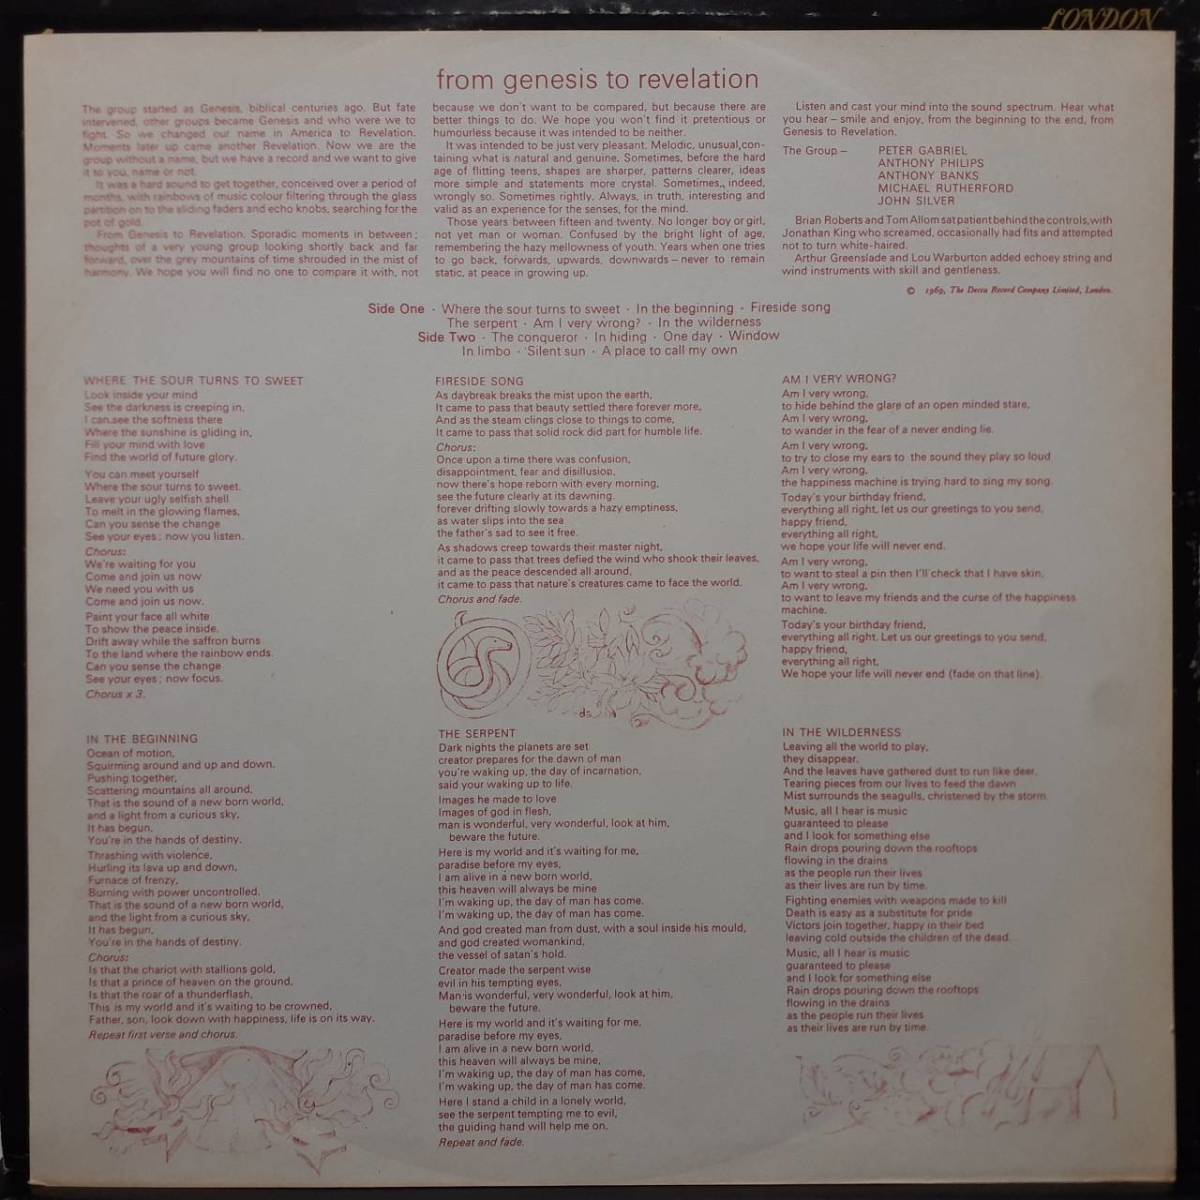 LONDON
from genesis to revelation
The group started as Genesis, biblical centuries ago. But fate
intervened, other groups became Genesis and who were we to
fight. So we changed our name in America to Revelation.
Moments later up came another Revelation. Now we are the
group without a name, but we have a record and we want to give
it to you, name or not.
It was a hard sound to get together, conceived over a period of
months, with rainbows of music colour filtering through the glass
partition on to the sliding faders and echo knobs, searching for the
pot of gold.
From Genesis to Revelation. Sporadic moments in between;
thoughts of a very young group looking shortly back and far
forward, over the grey mountains of time shrouded in the mist of
harmony. We hope you will find no one to compare it with, not
because we don't want to be compared, but because there are
better things to do. We hope you won't find it pretentious or
humourless because it was intended to be neither.
It was intended to be just very pleasant. Melodic, unusual,con-
taining what is natural and genuine. Sometimes, before the hard
age of flitting teens, shapes are sharper, patterns clearer, ideas
more simple and statements more crystal. Sometimes,, indeed,
wrongly so. Sometimes rightly. Always, in truth, interesting and
valid as an experience for the senses, for the mind.
Those years between fifteen and twenty. No longer boy or girl,
not yet man or woman. Confused by the bright light of age,
remembering the hazy mellowness of youth. Years when one tries
to go back, forwards, upwards, downwards – never to remain
static, at peace in growing up.
Listen and cast your mind into the sound spectrum. Hear what
you hear – smile and enjoy, from the beginning to the end, from
Genesis to Revelation.
The Group – PETER GABRIEL
ANTHONY PHILIPS
ANTHONY BANKS
MICHAEL RUTHERFORD
JOHN SILVER
Brian Roberts and Tom Allom sat patient behind the controls, with
Jonathan King who screamed, occasionally had fits and attempted
not to turn white-haired.
Arthur Greenslade and Lou Warburton added echoey string and
wind instruments with skill and gentleness.
© 1969, The Decca Record Company Limited, London.
Side One · Where the sour turns to sweet · In the beginning · Fireside song
The serpent · Am I very wrong? · In the wilderness
Side Two · The conqueror · In hiding · One day · Window
In limbo · Silent sun · A place to call my own
WHERE THE SOUR TURNS TO SWEET
Look inside your mind
See the darkness is creeping in,
I can see the softness there
Where the sunshine is gliding in,
Fill your mind with love
Find the world of future glory.
You can meet yourself
Where the sour turns to sweet.
Leave your ugly selfish shell
To melt in the glowing flames,
Can you sense the change
See your eyes; now you listen.
Chorus:
We're waiting for you
Come and join us now
We need you with us
Come and join us now.
Paint your face all white
To show the peace inside.
Drift away while the saffron burns
To the land where the rainbow ends.
Can you sense the change
See your eyes; now focus.
Chorus x 3.
IN THE BEGINNING
Ocean of motion,
Squirming around and up and down.
Pushing together,
Scattering mountains all around,
That is the sound of a new born world,
and a light from a curious sky,
It has begun,
You're in the hands of destiny.
Thrashing with violence,
Hurling its lava up and down,
Furnace of frenzy,
Burning with power uncontrolled.
That is the sound of a new born world,
and the light from a curious sky,
It has begun,
You're in the hands of destiny.
Chorus:
Is that the chariot with stallions gold,
Is that a prince of heaven on the ground,
Is that the roar of a thunderflash,
This is my world and it's waiting to be crowned,
Father, son, look down with happiness, life is on its way.
Repeat first verse and chorus.
FIRESIDE SONG
As daybreak breaks the mist upon the earth,
It came to pass that beauty settled there forever more,
And as the steam clings close to things to come,
It came to pass that solid rock did part for humble life.
Chorus:
Once upon a time there was confusion,
disappointment, fear and disillusion,
now there's hope reborn with every morning,
see the future clearly at its dawning.
forever drifting slowly towards a hazy emptiness,
as water slips into the sea
the father's sad to see it free.
As shadows creep towards their master night,
it came to pass that trees defied the wind who shook their leaves,
and as the peace descended all around,
it came to pass that nature's creatures came to face the world.
Chorus and fade.
THE SERPENT
Dark nights the planets are set
creator prepares for the dawn of man
you're waking up, the day of incarnation,
said your waking up to life.
Images he made to love
Images of god in flesh,
man is wonderful, very wonderful, look at him,
beware the future.
Here is my world and it's waiting for me,
paradise before my eyes,
I am alive in a new born world,
this heaven will always be mine
I'm waking up, the day of man has come.
I'm waking up, the day of man has come.
And god created man from dust, with a soul inside his mould,
and god created womankind,
the vessel of satan's hold.
Creator made the serpent wise
evil in his tempting eyes,
Man is wonderful, very wonderful, look at him,
beware the future.
Here is my world and it's waiting for me,
paradise before my eyes,
I am alive in a new born world,
this heaven will always be mine,
I'm waking up, the day of man has come,
I'm waking up, the day of man has come.
Here I stand a child in a lonely world,
see the serpent tempting me to evil,
the guiding hand will help me on.
Repeat and fade.
AM I VERY WRONG?
Am I very wrong,
to hide behind the glare of an open minded stare,
Am I very wrong,
to wander in the fear of a never ending lie.
Am I very wrong,
to try to close my ears to the sound they play so loud
Am I very wrong,
the happiness machine is trying hard to sing my song.
Today's your birthday friend,
everything all right, let us our greetings to you send,
happy friend,
everything all right,
we hope your life will never end.
Am I very wrong,
to want to steal a pin then I'll check that I have skin,
Am I very wrong,
to want to leave my friends and the curse of the happiness
machine.
Today's your birthday friend,
everything all right. Let us our greetings to you send,
happy friend,
everything all right,
We hope your life will never end (fade on that line).
IN THE WILDERNESS
Leaving all the world to play,
they disappear.
And the leaves have gathered dust to run like deer,
Tearing pieces from our lives to feed the dawn
Mist surrounds the seagulls, christened by the storm.
Music, all I hear is music
guaranteed to please
and I look for something else
Rain drops pouring down the rooftops
flowing in the drains
as the people run their lives
as their lives are run by time.
Fighting enemies with weapons made to kill
Death is easy as a substitute for pride
Victors join together, happy in their bed
leaving cold outside the children of the dead.
Music, all I hear is music
guaranteed to please
and I look for something else
Rain drops pouring down the rooftops
flowing in the drains
as the people run their lives
as their lives are run by time.